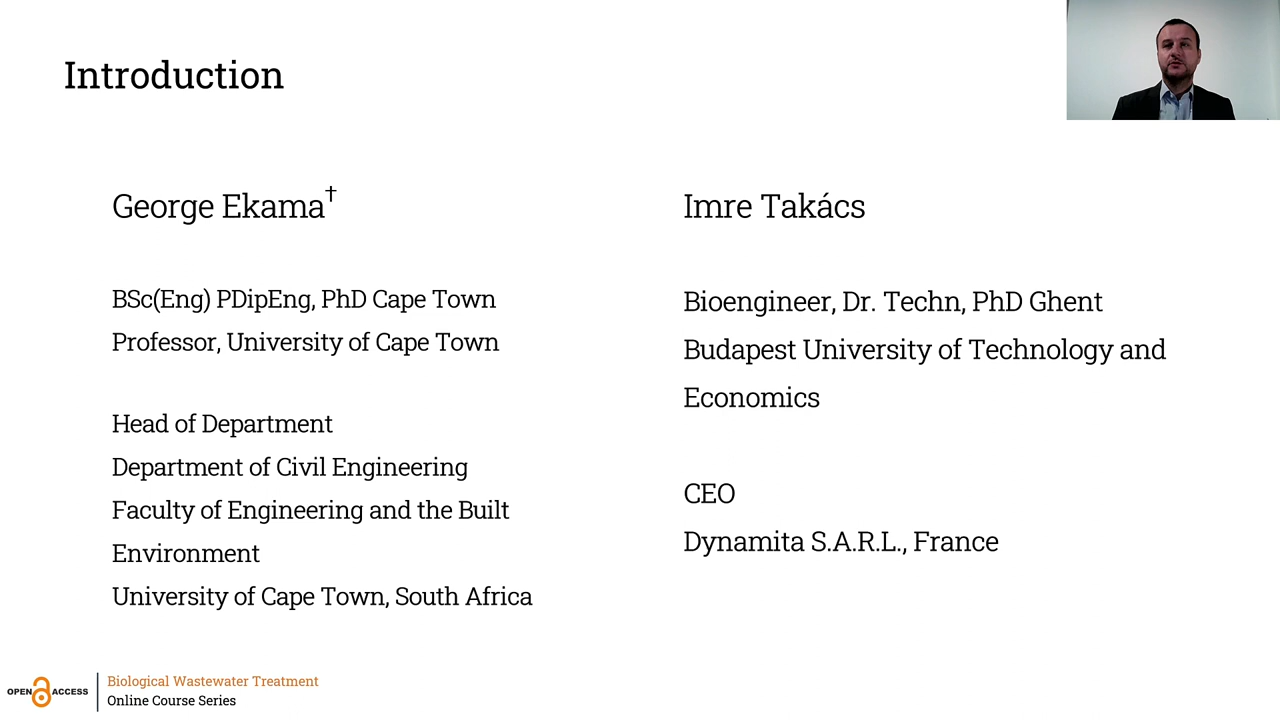 Introduction
George Ekama†
BSc(Eng) PDipEng, PhD Cape Town
Professor, University of Cape Town
Head of Department
Department of Civil Engineering
Faculty of Engineering and the Built
Environment
University of Cape Town, South Africa
Imre Takács
Bioengineer, Dr. Techn, PhD Ghent
Budapest University of Technology and
Economics
CEO
Dynamita S.A.R.L., France
OPEN ACCESS
Biological Wastewater Treatment
Online Course Series